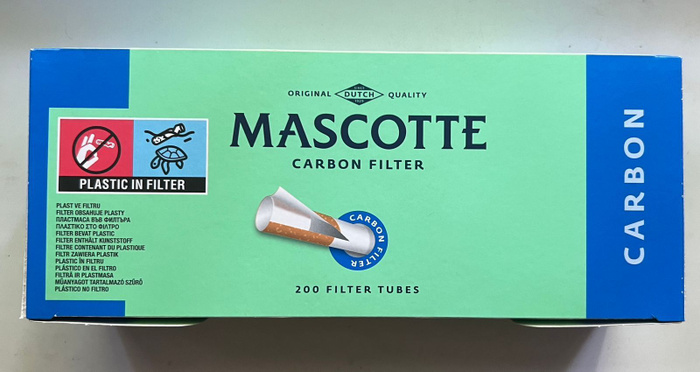 ORIGINAL DUTCH QUALITY
MASCOTTE
CARBON FILTER
CARBON FILTER
200 FILTER TUBES
PLASTIC IN FILTER
PLAST VE FILTRU
FILTER OBSAHUJE PLASTY
ПЛАСТМАСА ВЪВ ФИЛТЪРА
ΠΛΑΣΤΙΚΟ ΣΤΟ ΦΙΛΤΡΟ
FILTER BEVAT PLASTIC
FILTER ENTHÄLT KUNSTSTOFF
FILTRE CONTENANT DU PLASTIQUE
FILTR ZAWIERA PLASTIK
PLASTIC ÎN FILTRU
PLÁSTICO EN EL FILTRO
FILTRĀ IR PLASTMASA
MŰANYAGOT TARTALMAZÓ SZŰRŐ
PLÁSTICO NO FILTRO
CARBON